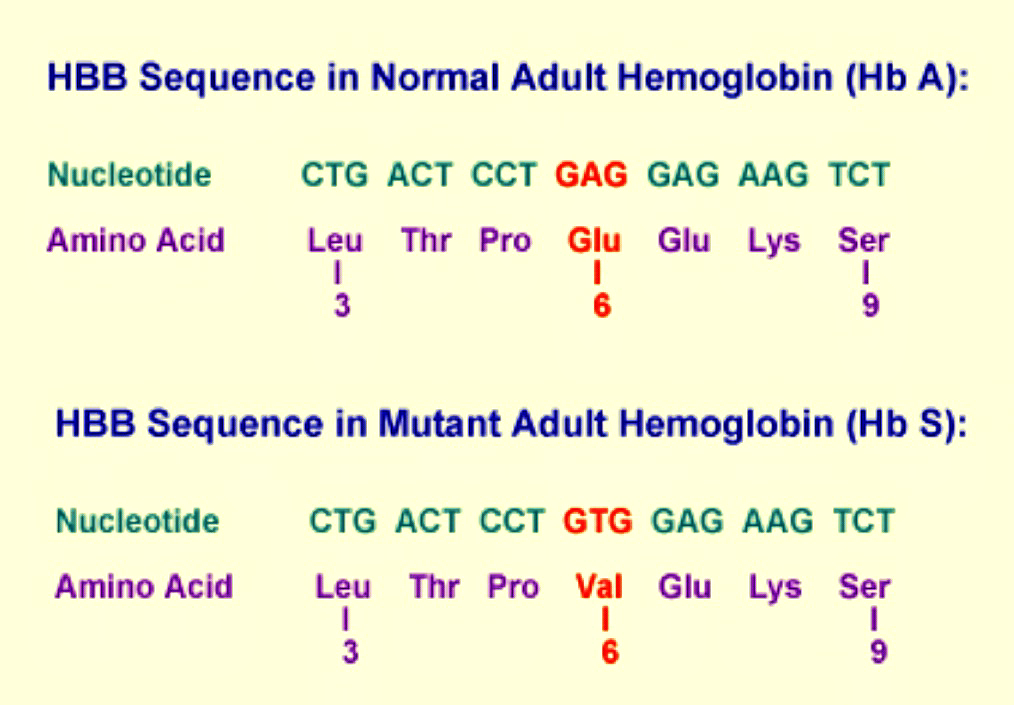 HBB Sequence in Normal Adult Hemoglobin (Hb A):
Nucleotide CTG ACT CCT GAG GAG AAG TCT
Amino Acid Leu Thr Pro Glu Glu Lys Ser
3 6 9
HBB Sequence in Mutant Adult Hemoglobin (Hb S):
Nucleotide CTG ACT CCT GTG GAG AAG TCT
Amino Acid Leu Thr Pro Val Glu Lys Ser
3 6 9